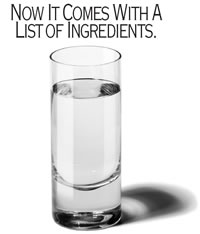 Now It Comes With A
List of Ingredients.